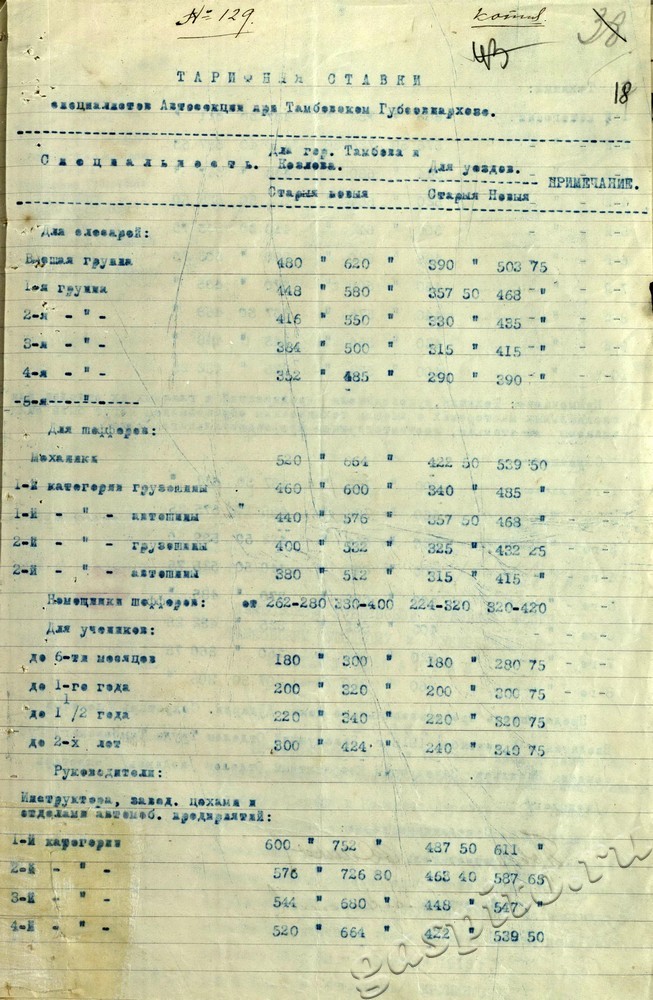 № 129.
копия
38
18
ТАРИФНАЯ СТАВКИ
специалистов Автосекции при Тамбовском Губсовнархозе.
Специальность. Для гор. Тамбова и Козлова. Для уездов. ПРИМЕЧАНИЕ.
Старыя новыя Старыя Новыя
Для слесарей:
Высшая группа 480 " 620 " 390 " 503 75
1-я группа 448 " 580 " 357 50 468 - "
2-я - " - 416 " 550 " 330 " 435 - "
3-я - " - 384 " 500 " 315 " 415 - "
4-я - " - 352 " 485 " 290 " 390 - "
-5-я - - " - - - - -
Для шофферов:
Механики 520 " 664 " 422 50 539 50
1-й категории грузовины 460 " 600 " 340 " 485 "
1-й - " - автошины " 440 " 576 " 357 50 468 - "
2-й - " - грузовины 400 " 532 " 325 " 432 25
2-й - " - автошины 380 " 512 " 315 " 415 "
Помощники шофферов: от 262-280 330-400 224-320 320-420
Для учеников:
до 6-ти месяцев 180 " 300 " 180 " 280 75
до 1-го года 200 " 320 " 200 " 300 75
до 1 1/2 года 220 " 340 " 220 " 320 75
до 2-х лет 300 " 424 " 240 " 340 75
Руководители:
Инструктора, завед. цехами и
отделами автомоб. предприятий:
1-й категории 600 " 752 " 487 50 611 "
2-й - " - 576 " 726 80 463 40 587 65
3-й - " - 544 " 680 " 448 " 547 "
4-й - " - 520 " 664 " 422 " 539 50
gaspito.ru